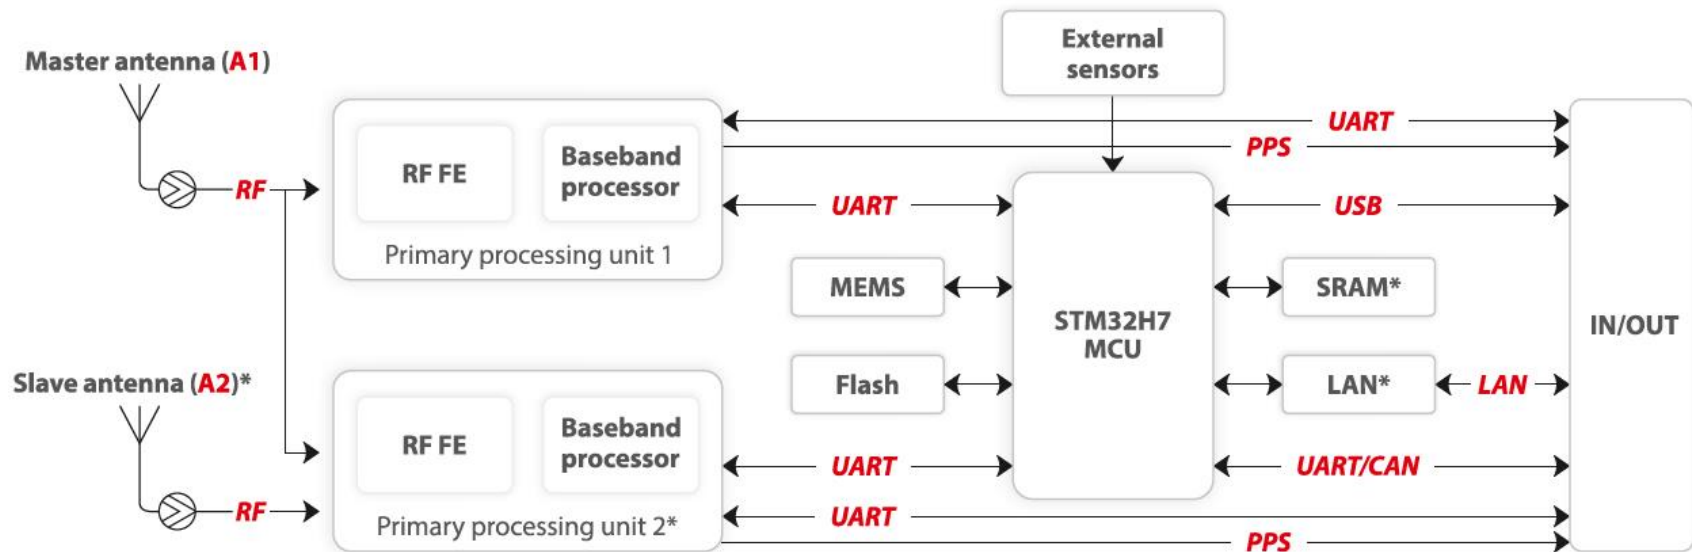 External
sensors
Master antenna (A1)
UART
PPS
RF FE
Baseband
processor
RF
UART
USB
Primary processing unit 1
MEMS
SRAM*
STM32H7
MCU
IN/OUT
Slave antenna (A2)*
Flash
LAN*
LAN
RF FE
Baseband
processor
UART
UART/CAN
RF
UART
Primary processing unit 2*
PPS